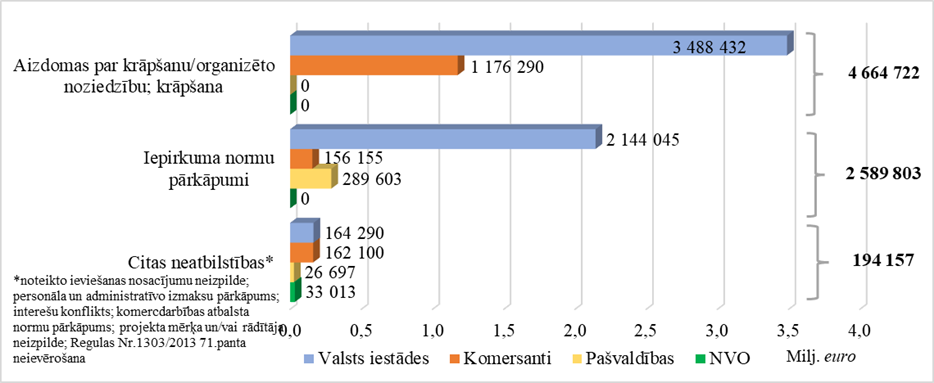 Aizdomas par krāpšanu/organizēto
noziedzību; krāpšana
3 488 432
1 176 290
0
0
4 664 722
Iepirkuma normu
pārkāpumi
2 144 045
156 155
289 603
0
2 589 803
Citas neatbilstības*
164 290
162 100
26 697
33 013
194 157
*noteikto ieviešanas nosacījumu neizpilde;
personāla un administratīvo izmaksu pārkāpums;
interešu konflikts; komercdarbības atbalsta
normu pārkāpums; projekta mērķa un/vai rādītāja
neizpilde; Regulas Nr.1303/2013 71.panta
neievērošana
0,0 0,5 1,0 1,5 2,0 2,5 3,0 3,5 4,0
Valsts iestādes Komersanti Pašvaldības NVO Milj. euro